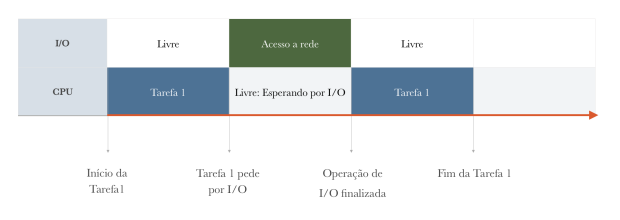 I/O
Livre
Acesso a rede
Livre
CPU
Tarefa 1
Livre: Esperando por I/O
Tarefa 1
Início da
Tarefa1
Tarefa 1 pede
por I/O
Operação de
I/O finalizada
Fim da Tarefa 1